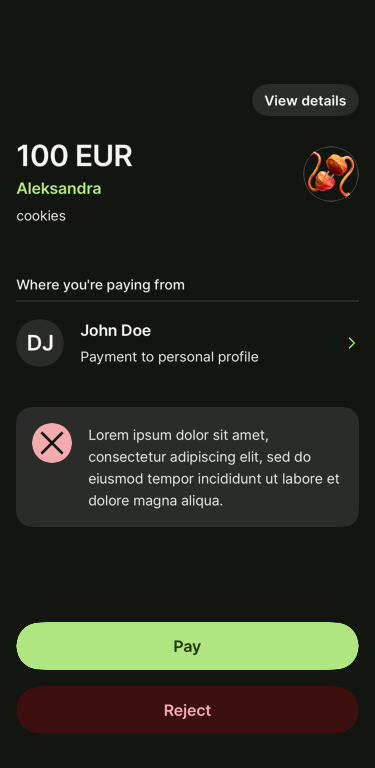 View details
100 EUR
Aleksandra
cookies
Where you're paying from
DJ
John Doe
Payment to personal profile
Lorem ipsum dolor sit amet,
consectetur adipiscing elit, sed do
eiusmod tempor incididunt ut labore et
dolore magna aliqua.
Pay
Reject